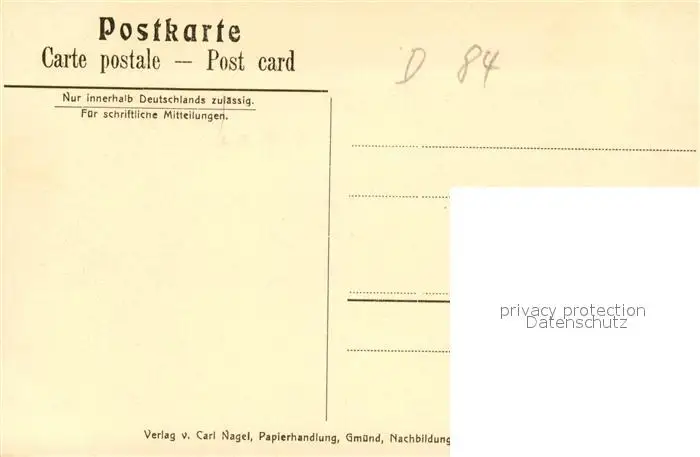 Postkarte
Carte postale — Post card
D 84
Nur innerhalb Deutschlands zulässig.
Für schriftliche Mitteilungen.
privacy protection
Datenschutz
Verlag v. Carl Nagel, Papierhandlung, Gmünd, Nachbildung